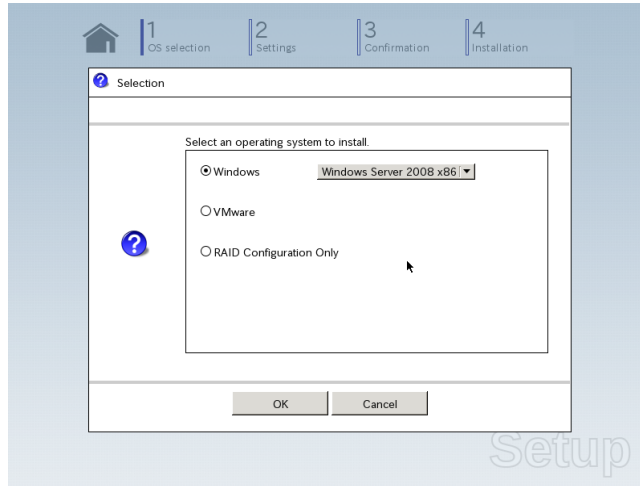 1
OS selection
2
Settings
3
Confirmation
4
Installation
Selection
Select an operating system to install.
Windows
Windows Server 2008 x86
VMware
RAID Configuration Only
OK
Cancel
Setup